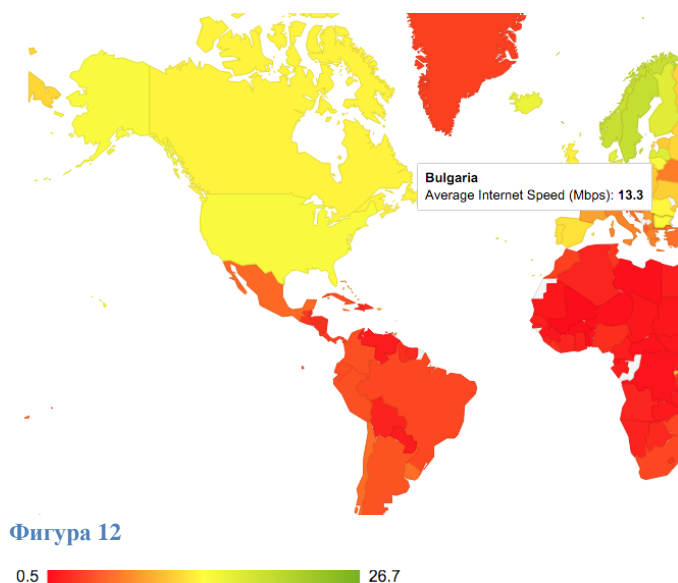 Bulgaria
Average Internet Speed (Mbps): 13.3
Фигура 12
0.5 26.7